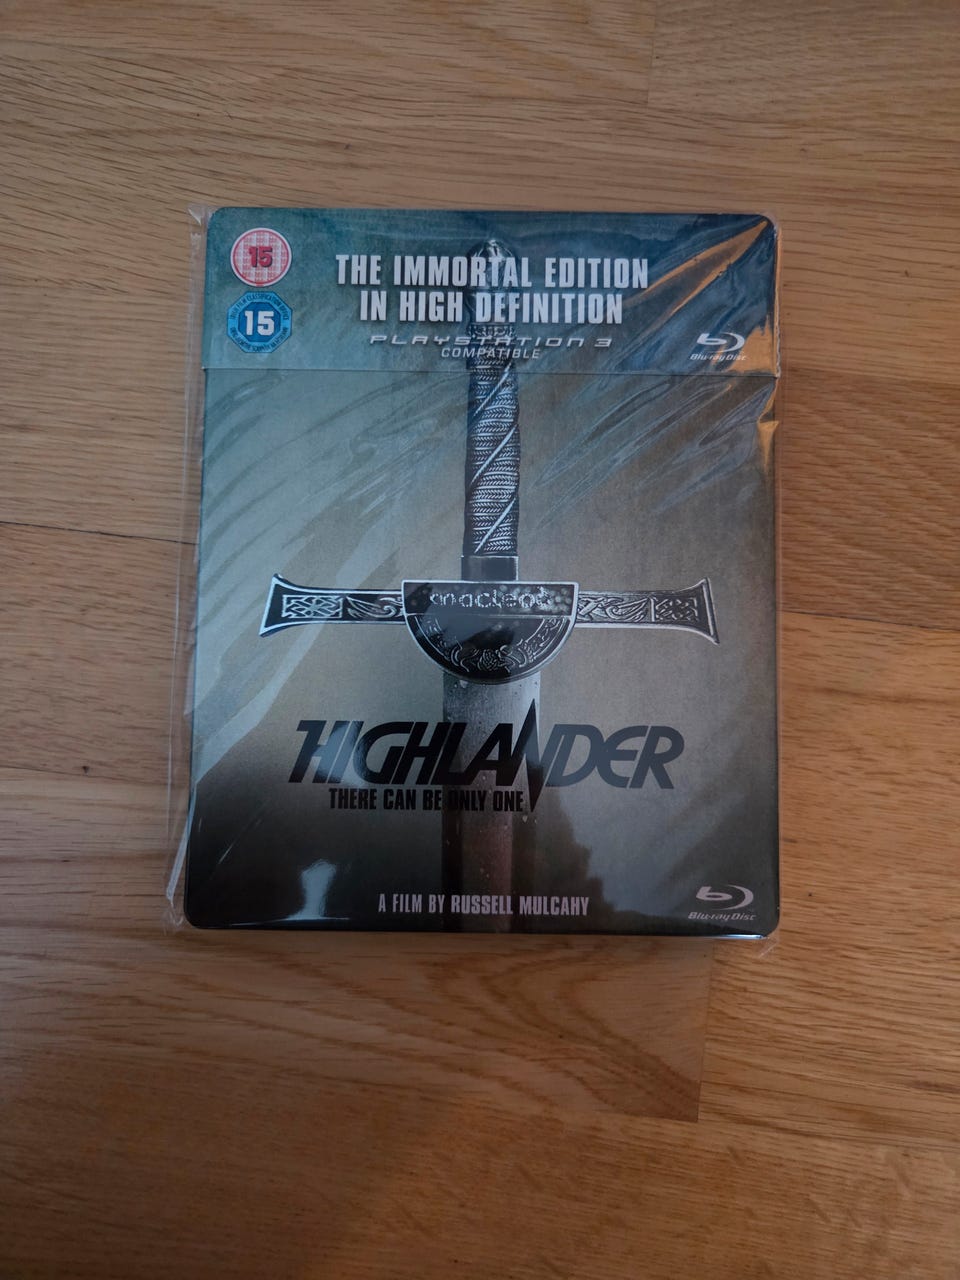 15
THE IMMORTAL EDITION
IN HIGH DEFINITION
15
PLAYSTATION 3
COMPATIBLE
Blu-ray Disc
macleod
HIGHLANDER
THERE CAN BE ONLY ONE
A FILM BY RUSSELL MULCAHY
Blu-ray Disc